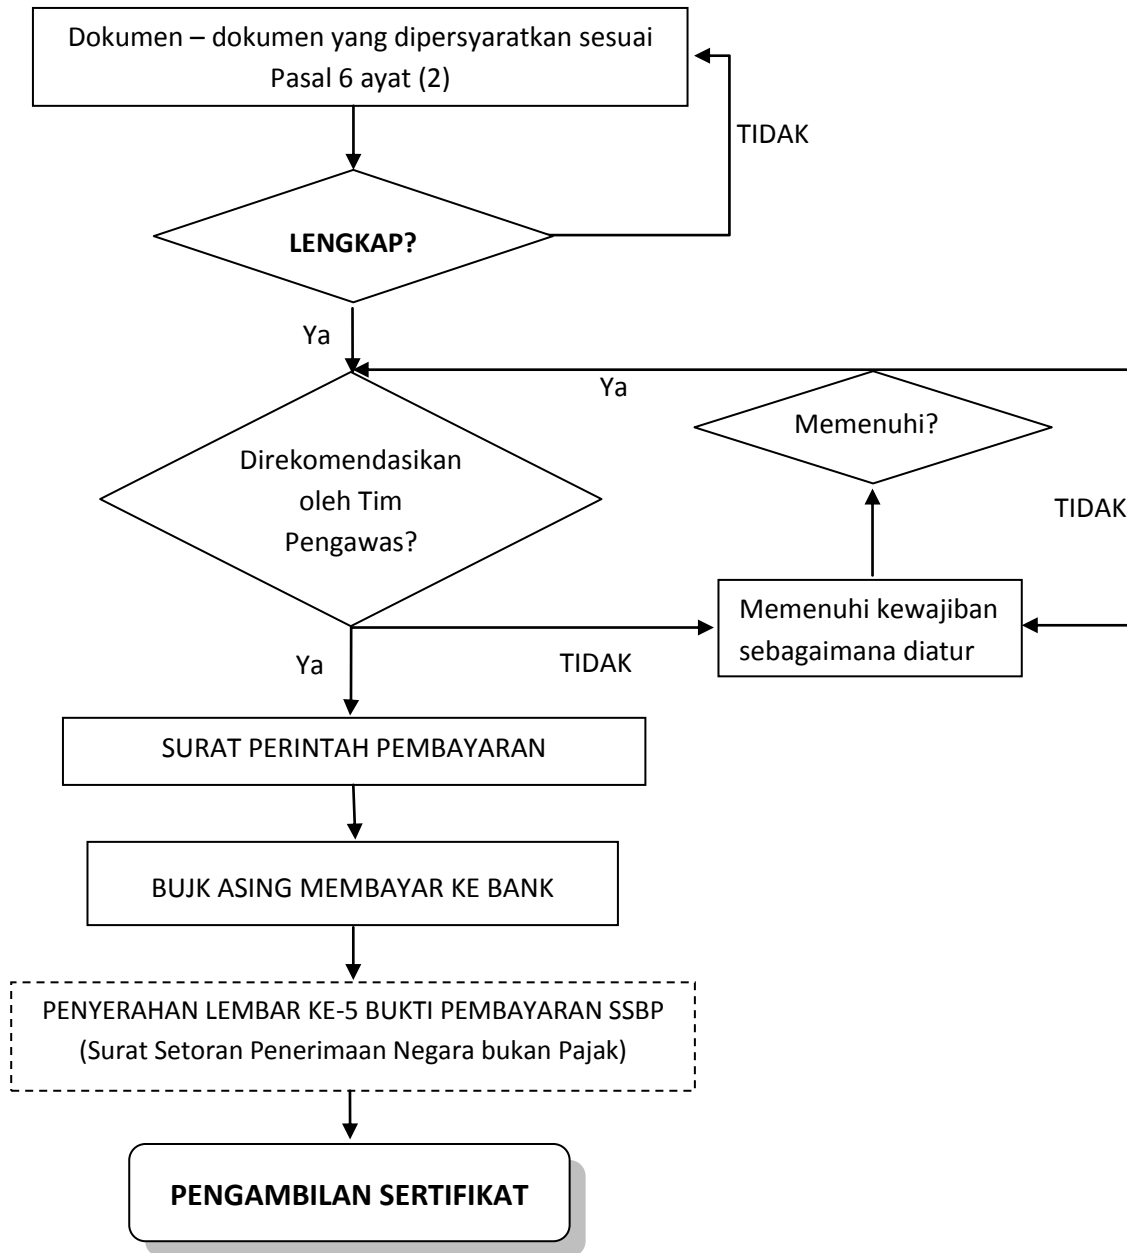 Dokumen – dokumen yang dipersyaratkan sesuai
Pasal 6 ayat (2)
TIDAK
LENGKAP?
Ya
Ya
Memenuhi?
Direkomendasikan
oleh Tim
Pengawas?
TIDAK
Memenuhi kewajiban
sebagaimana diatur
Ya
TIDAK
SURAT PERINTAH PEMBAYARAN
BUJK ASING MEMBAYAR KE BANK
PENYERAHAN LEMBAR KE-5 BUKTI PEMBAYARAN SSBP
(Surat Setoran Penerimaan Negara bukan Pajak)
PENGAMBILAN SERTIFIKAT